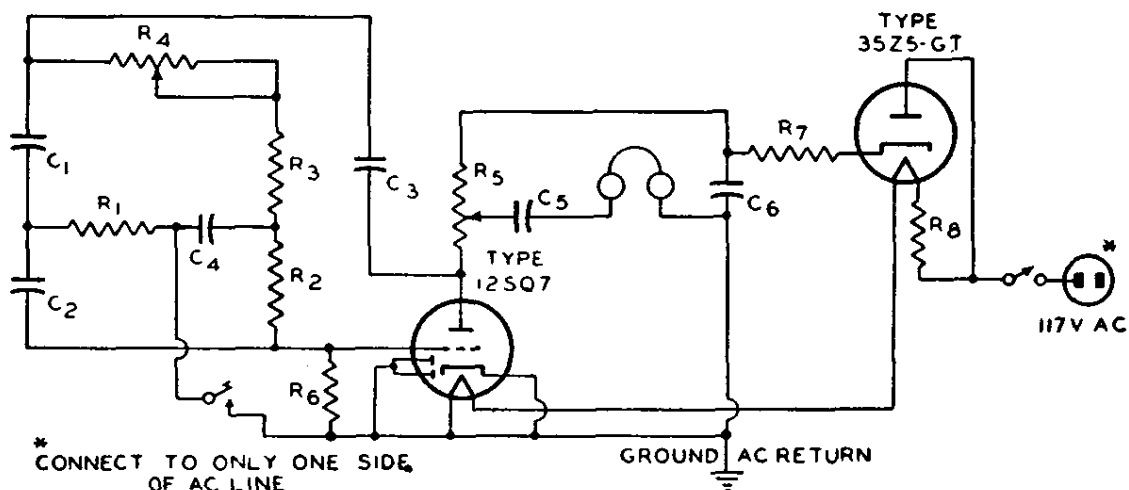 TYPE
35Z5-GT
R4
R7
C1
R3
C3
R5
C5
C6
R1
C4
R8
*
TYPE
12SQ7
C2
R2
117V AC
R6
*
CONNECT TO ONLY ONE SIDE
OF AC LINE
GROUND AC RETURN